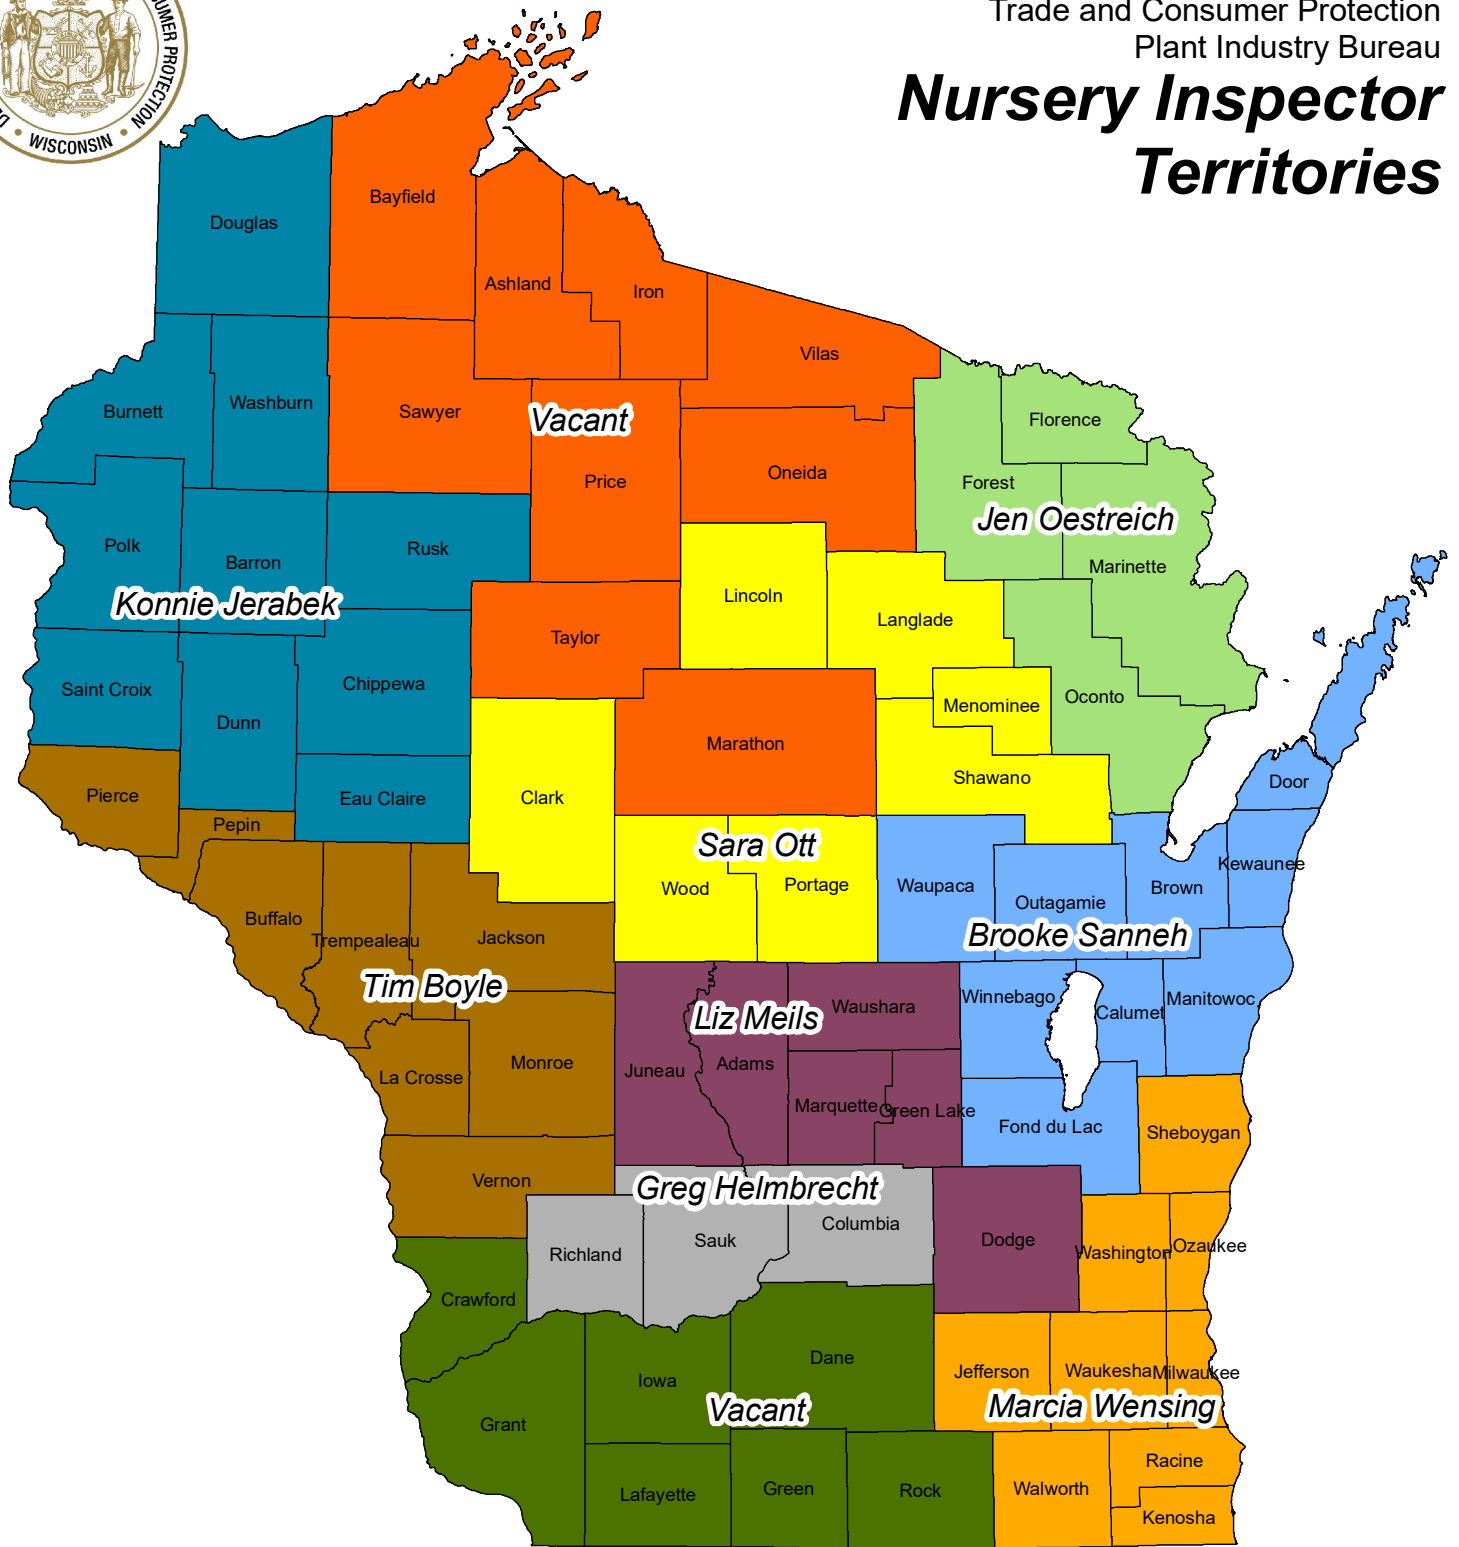 Trade and Consumer Protection
Plant Industry Bureau
Nursery Inspector
Territories
SUMER PROTECTION
• WISCONSIN •
Bayfield
Douglas
Ashland
Iron
Vilas
Burnett
Washburn
Sawyer
Vacant
Florence
Price
Oneida
Forest
Jen Oestreich
Polk
Barron
Rusk
Marinette
Konnie Jerabek
Lincoln
Langlade
Taylor
Saint Croix
Chippewa
Menominee
Oconto
Dunn
Marathon
Shawano
Door
Pierce
Eau Claire
Clark
Pepin
Sara Ott
Kewaunee
Wood
Portage
Waupaca
Brown
Outagamie
Buffalo
Trempealeau
Jackson
Brooke Sanneh
Tim Boyle
Liz Meils
Waushara
Winnebago
Manitowoc
Calumet
Monroe
Juneau
Adams
La Crosse
Marquette
Green Lake
Fond du Lac
Sheboygan
Vernon
Greg Helmbrecht
Columbia
Richland
Sauk
Dodge
Washington
Ozaukee
Crawford
Dane
Iowa
Jefferson
Waukesha
Milwaukee
Vacant
Marcia Wensing
Grant
Racine
Lafayette
Green
Rock
Walworth
Kenosha